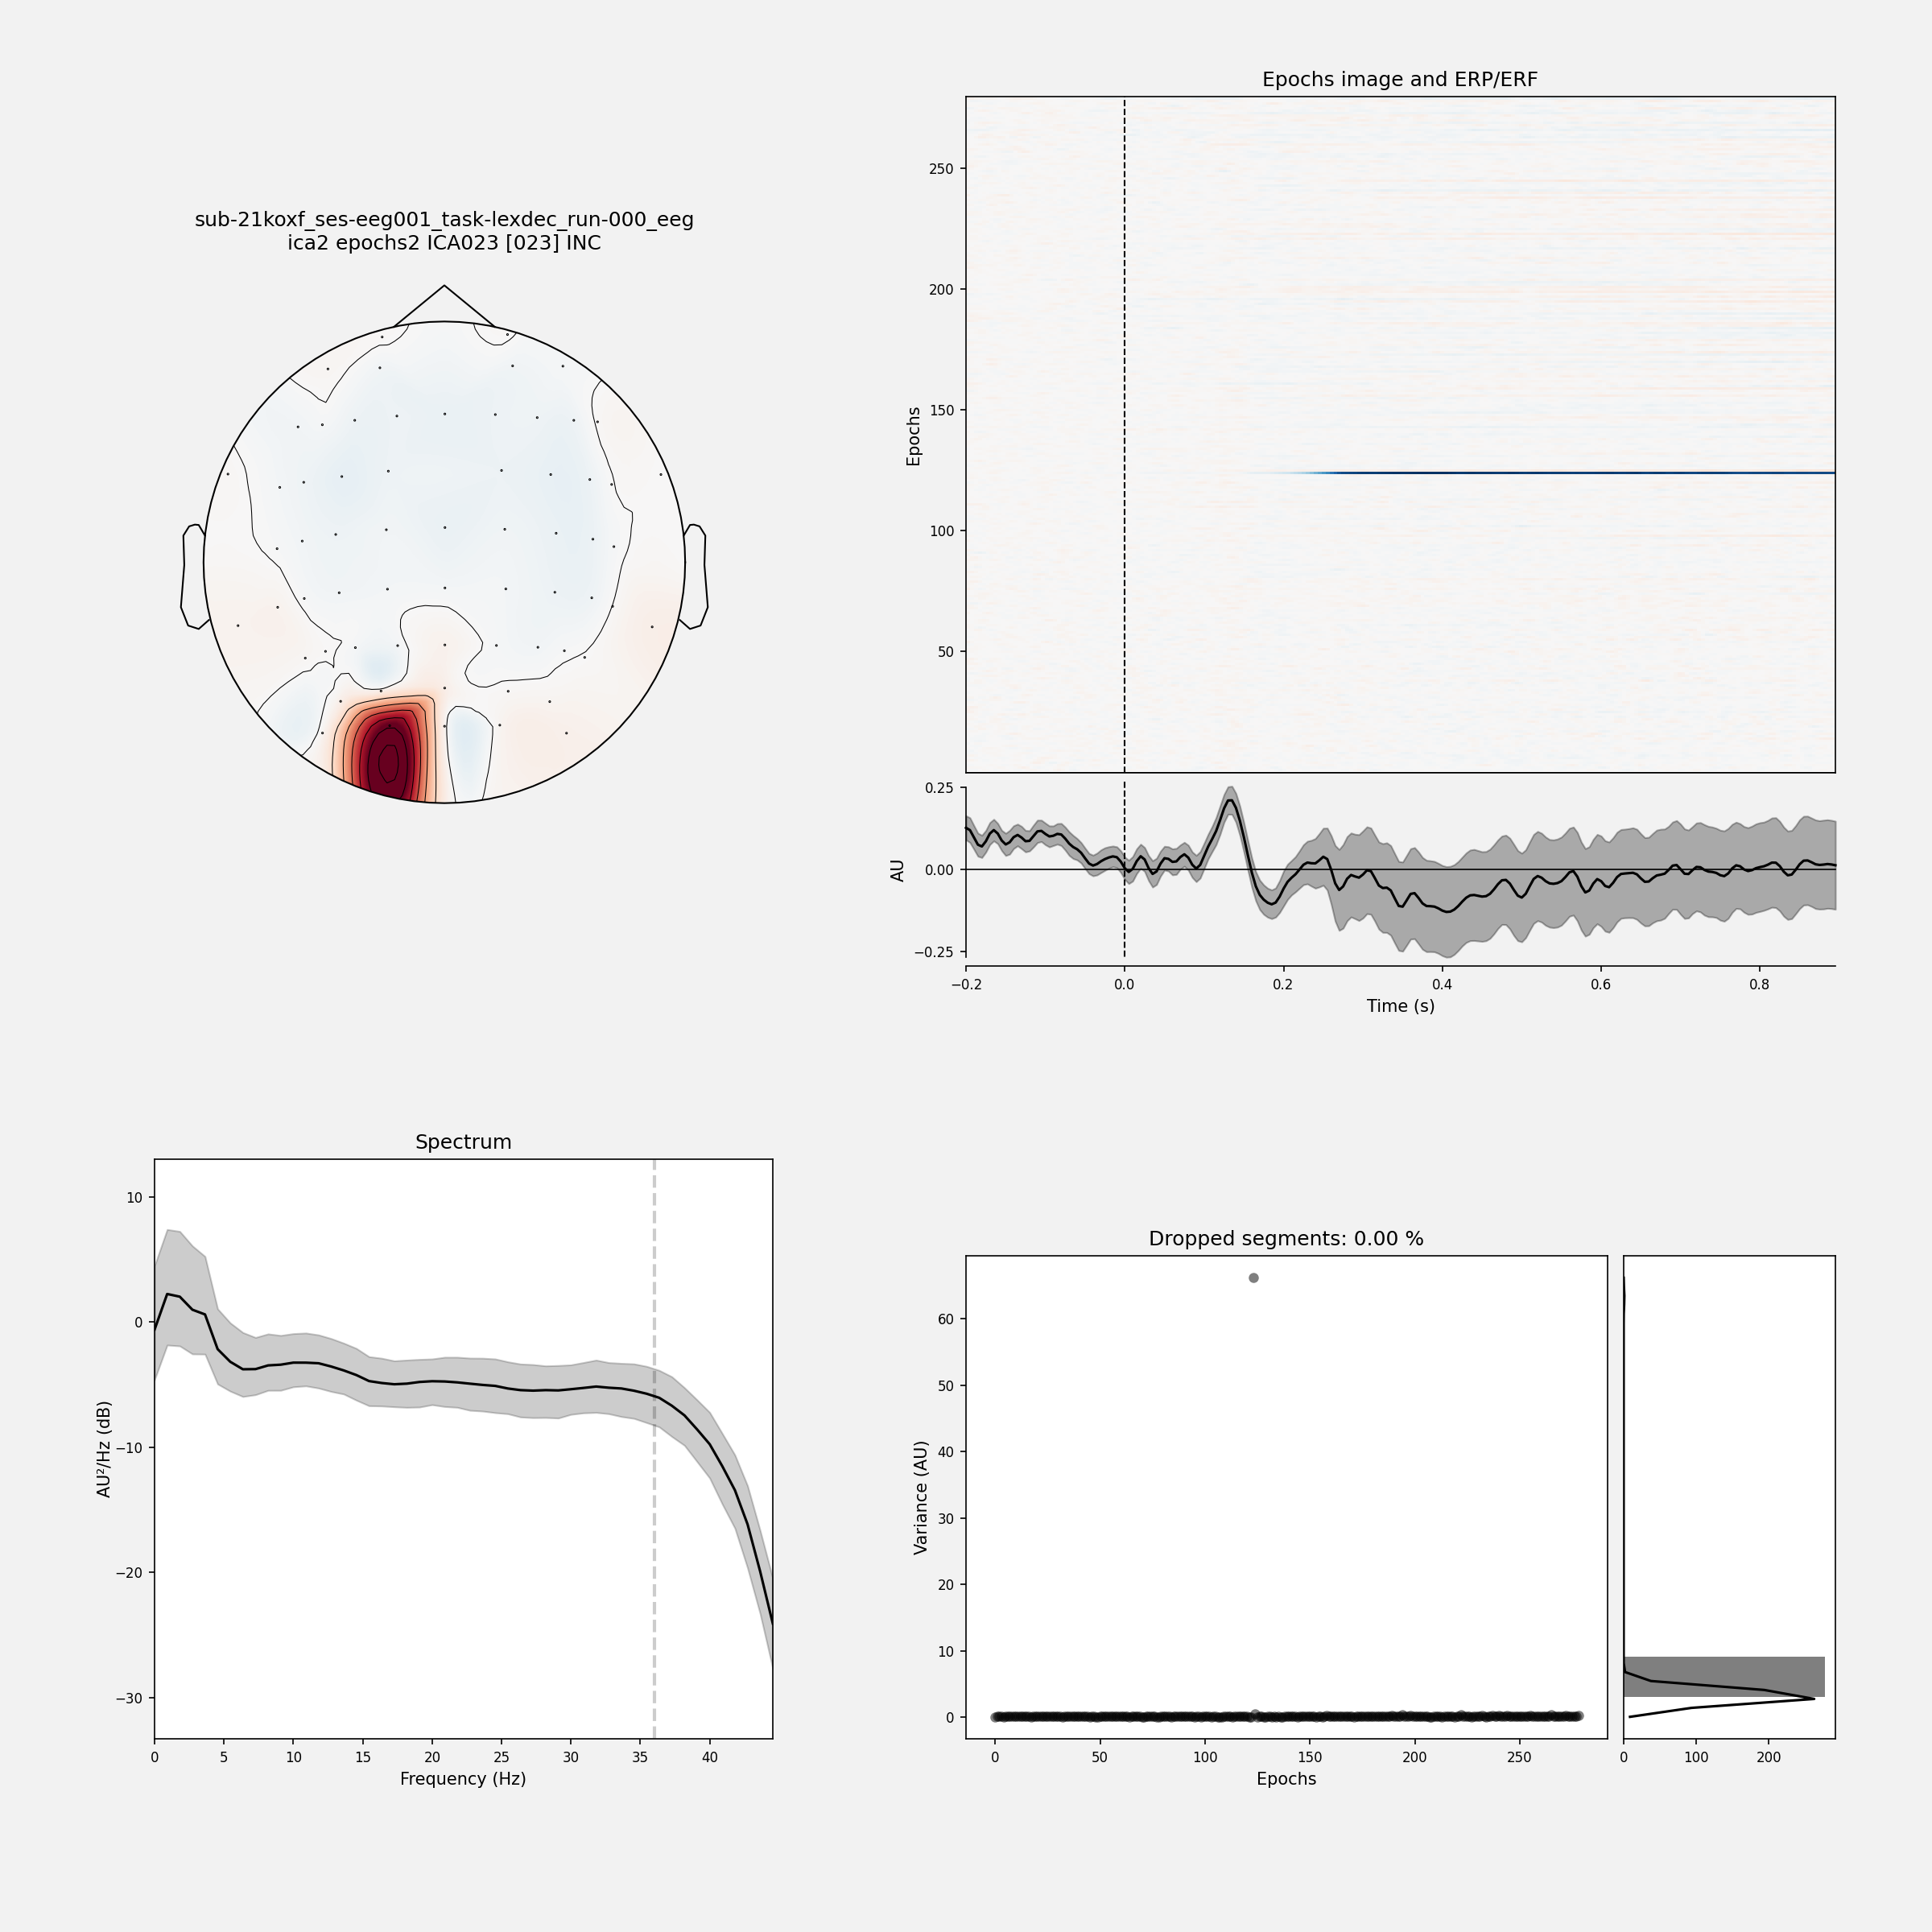 sub-21koxf_ses-eeg001_task-lexdec_run-000_eeg
ica2 epochs2 ICA023 [023] INC
Epochs image and ERP/ERF
Epochs
250
200
150
100
50
AU
0.25
0.00
−0.25
−0.2 0.0 0.2 0.4 0.6 0.8
Time (s)
Spectrum
AU²/Hz (dB)
10
0
−10
−20
−30
0 5 10 15 20 25 30 35 40
Frequency (Hz)
Dropped segments: 0.00 %
Variance (AU)
60
50
40
30
20
10
0
0 50 100 150 200 250
Epochs
0 100 200